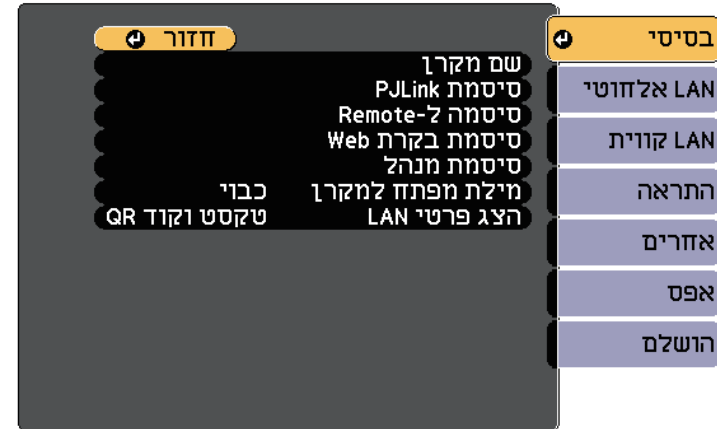 בסיסי
LAN אלחוטי
LAN קווית
התראה
אחרים
אפס
הושלם
חזור
שם מקרן
סיסמת PJLink
סיסמה ל-Remote
סיסמת בקרת Web
סיסמת מנהל
מילת מפתח למקרן כבוי
הצג פרטי LAN טקסט וקוד QR